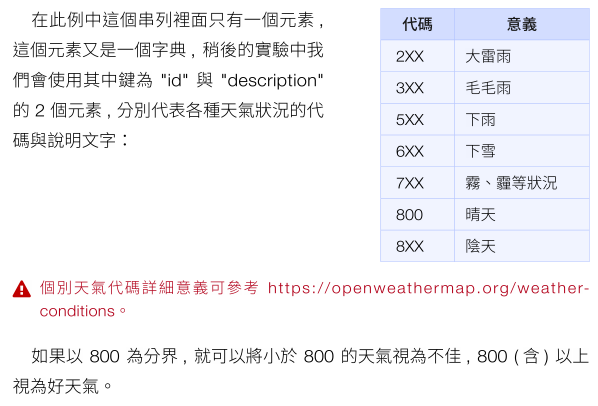 在此例中這個串列裡面只有一個元素,
這個元素又是一個字典, 稍後的實驗中我
們會使用其中鍵為 "id" 與 "description"
的 2 個元素, 分別代表各種天氣狀況的代
碼與說明文字：
代碼 意義
2XX 大雷雨
3XX 毛毛雨
5XX 下雨
6XX 下雪
7XX 霧、霾等狀況
800 晴天
8XX 陰天
個別天氣代碼詳細意義可參考 https://openweathermap.org/weather-
conditions。
如果以 800 為分界, 就可以將小於 800 的天氣視為不佳, 800 (含) 以上
視為好天氣。